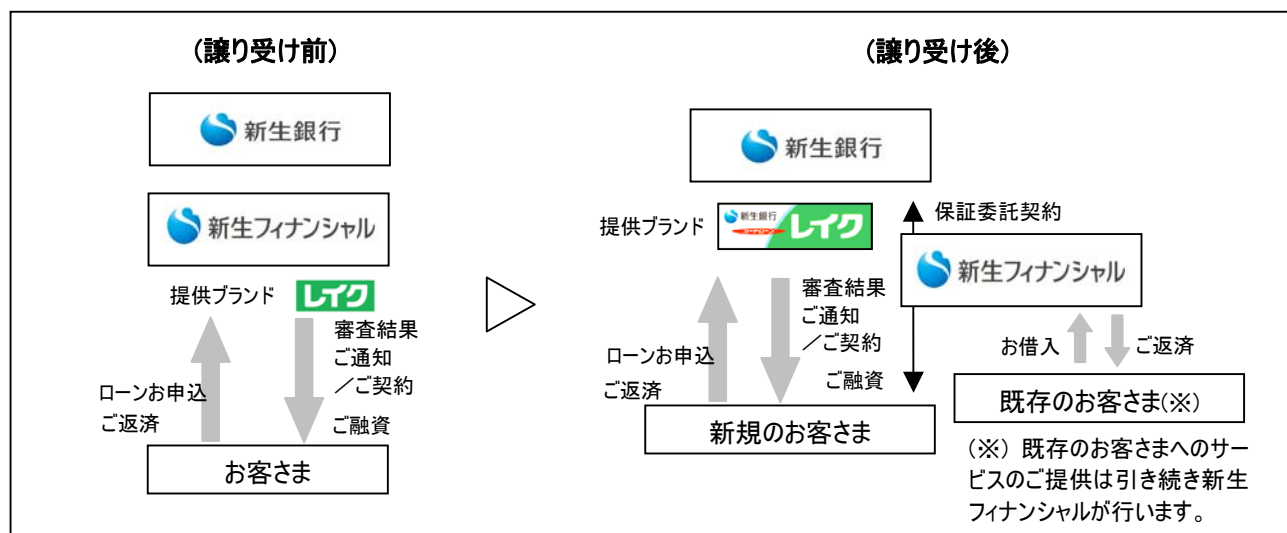 (譲り受け前)
新生銀行
新生フィナンシャル
提供ブランド
レイク
審査結果
ご通知
／ご契約
ローンお申込
ご返済
ご融資
お客さま
(譲り受け後)
新生銀行
提供ブランド
新生銀行
レイク
保証委託契約
新生フィナンシャル
審査結果
ご通知
／ご契約
ローンお申込
ご返済
ご融資
お借入
ご返済
新規のお客さま
既存のお客さま(※)
(※) 既存のお客さまへのサー
ビスのご提供は引き続き新生
フィナンシャルが行います。